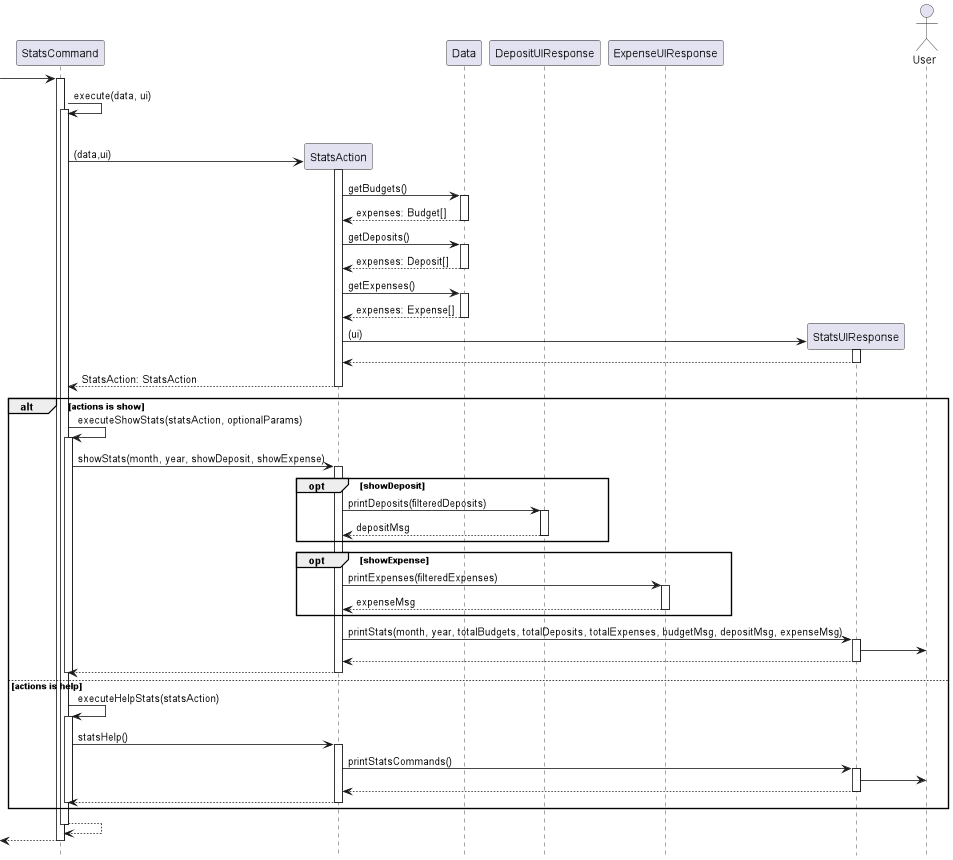 User
StatsCommand
Data
DepositUIResponse
ExpenseUIResponse
execute(data, ui)
(data,ui)
StatsAction
getBudgets()
expenses: Budget[]
getDeposits()
expenses: Deposit[]
getExpenses()
expenses: Expense[]
(ui)
StatsUIResponse
StatsAction: StatsAction
alt
[actions is show]
executeShowStats(statsAction, optionalParams)
showStats(month, year, showDeposit, showExpense)
opt
[showDeposit]
printDeposits(filteredDeposits)
depositMsg
opt
[showExpense]
printExpenses(filteredExpenses)
expenseMsg
printStats(month, year, totalBudgets, totalDeposits, totalExpenses, budgetMsg, depositMsg, expenseMsg)
[actions is help]
executeHelpStats(statsAction)
statsHelp()
printStatsCommands()